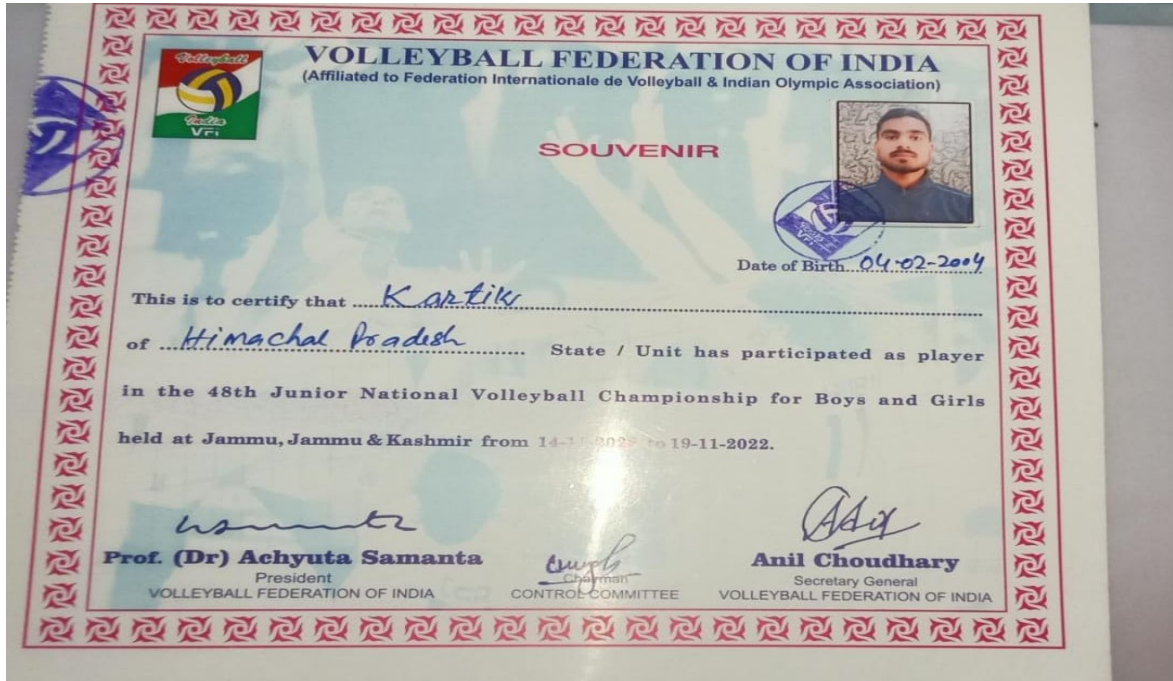 VOLLEYBALL FEDERATION OF INDIA
(Affiliated to Federation Internationale de Volleyball & Indian Olympic Association)
Volleyball
India
VFi
SOUVENIR
Date of Birth...04-02-2004
This is to certify that ....Kartik
of ...Himachal Pradesh............ State / Unit has participated as player
in the 48th Junior National Volleyball Championship for Boys and Girls
held at Jammu, Jammu & Kashmir from to 19-11-2022.
Prof. (Dr) Achyuta Samanta
President
VOLLEYBALL FEDERATION OF INDIA
Chairman
CONTROL COMMITTEE
Anil Choudhary
Secretary General
VOLLEYBALL FEDERATION OF INDIA